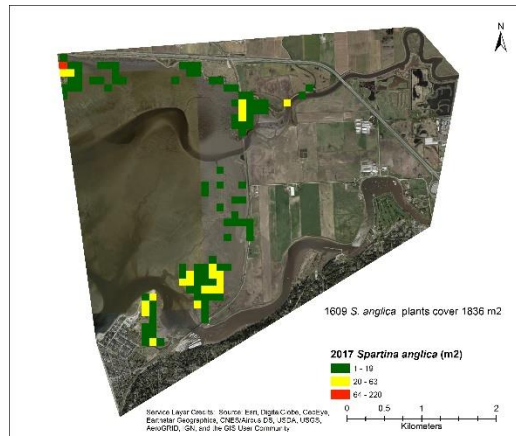 N
1609 S. anglica plants cover 1836 m2
2017 Spartina anglica (m2)
1 - 19
20 - 63
64 - 220
Service Layer Credits: Source: Esri, DigitalGlobe, GeoEye,
Earthstar Geographics, CNES/Airbus DS, USDA, USGS,
AeroGRID, IGN, and the GIS User Community
0 0.5 1 2
Kilometers